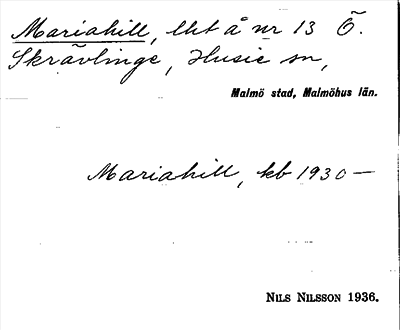 Mariahill, lht å nr 13 Ö.
Skrävlinge, Husie sn,
Malmö stad, Malmöhus län.
Mariahill, kb 1930 —
NILS NILSSON 1936.